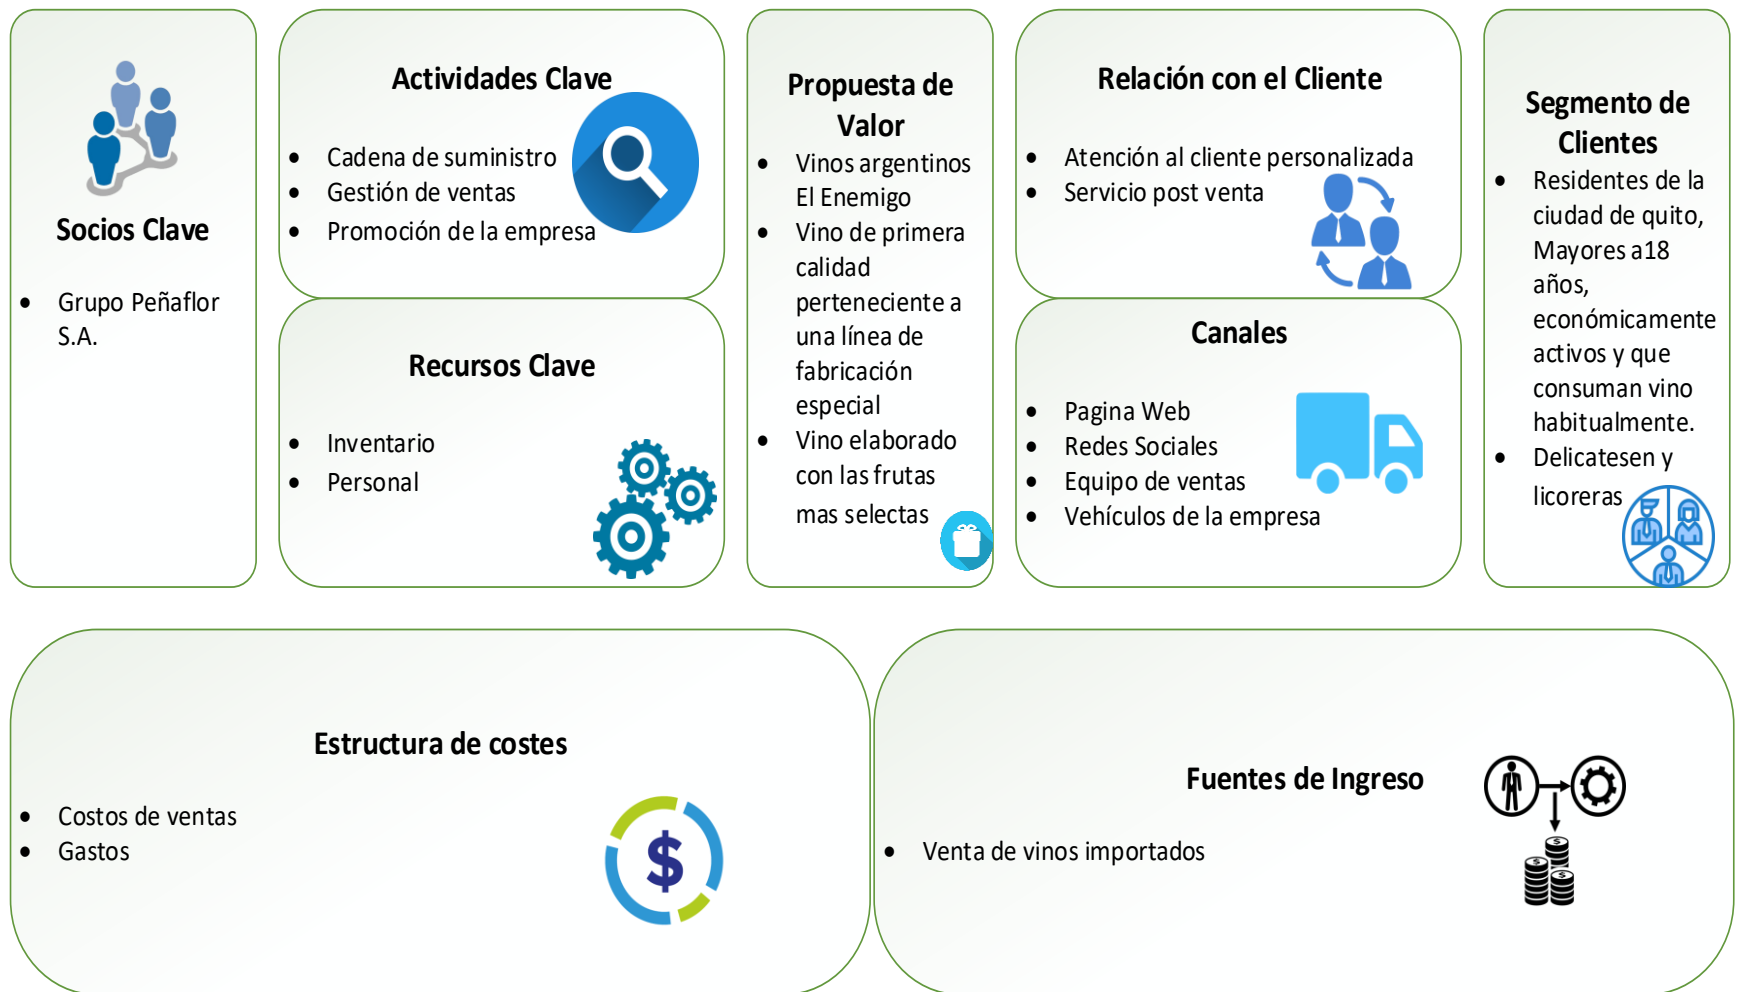 Socios Clave
• Grupo Peñaflor
S.A.
Actividades Clave
• Cadena de suministro
• Gestión de ventas
• Promoción de la empresa
Recursos Clave
• Inventario
• Personal
Propuesta de
Valor
• Vinos argentinos
El Enemigo
• Vino de primera
calidad
perteneciente a
una línea de
fabricación
especial
• Vino elaborado
con las frutas
mas selectas
Relación con el Cliente
• Atención al cliente personalizada
• Servicio post venta
Canales
• Pagina Web
• Redes Sociales
• Equipo de ventas
• Vehículos de la empresa
Segmento de
Clientes
• Residentes de la
ciudad de quito,
Mayores a18
años,
económicamente
activos y que
consuman vino
habitualmente.
• Delicatesen y
licoreras
Estructura de costes
• Costos de ventas
• Gastos
$
Fuentes de Ingreso
• Venta de vinos importados